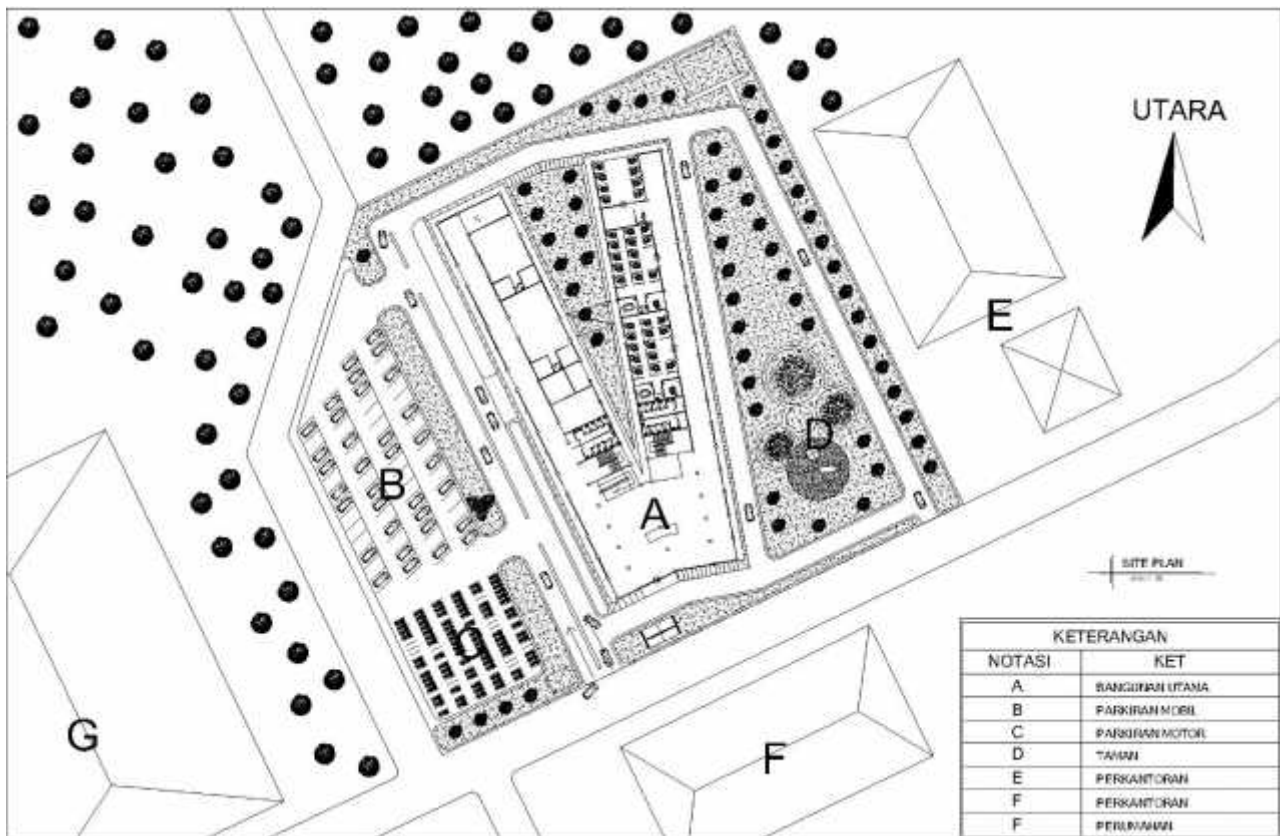 UTARA
E
D
B
A
C
G
F
SITE PLAN
KETERANGAN
NOTASI KET
A BANGUNAN UTAMA
B PARKIRAN MOBIL
C PARKIRAN MOTOR
D TAMAN
E PERKANTORAN
F PERKANTORAN
F PERUMAHAN